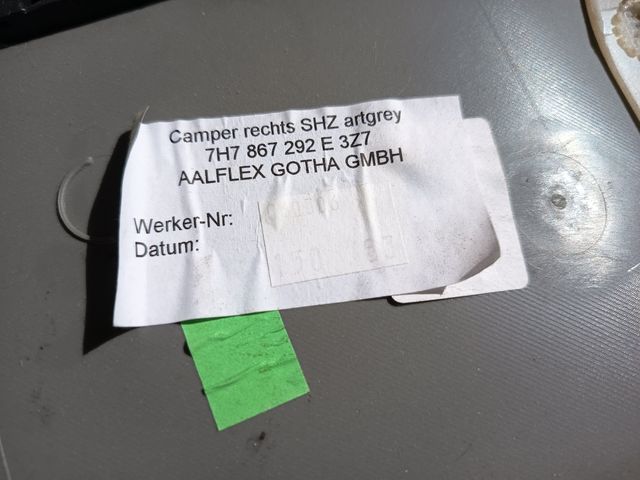 Camper rechts SHZ artgrey
7H7 867 292 E 3Z7
AALFLEX GOTHA GMBH
Werker-Nr:
Datum: